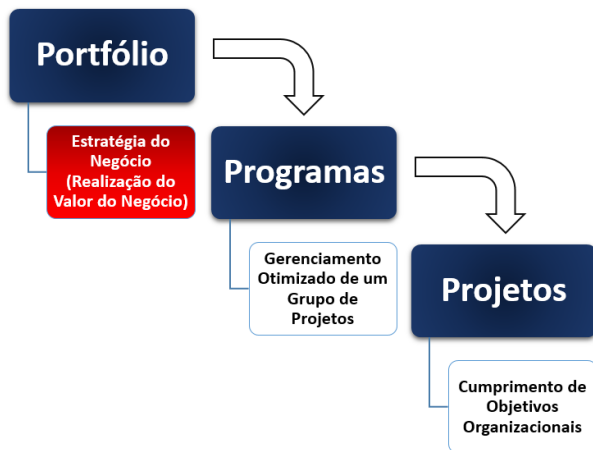 Portfólio
Estratégia do
Negócio
(Realização do
Valor do Negócio)
Programas
Gerenciamento
Otimizado de um
Grupo de
Projetos
Projetos
Cumprimento de
Objetivos
Organizacionais